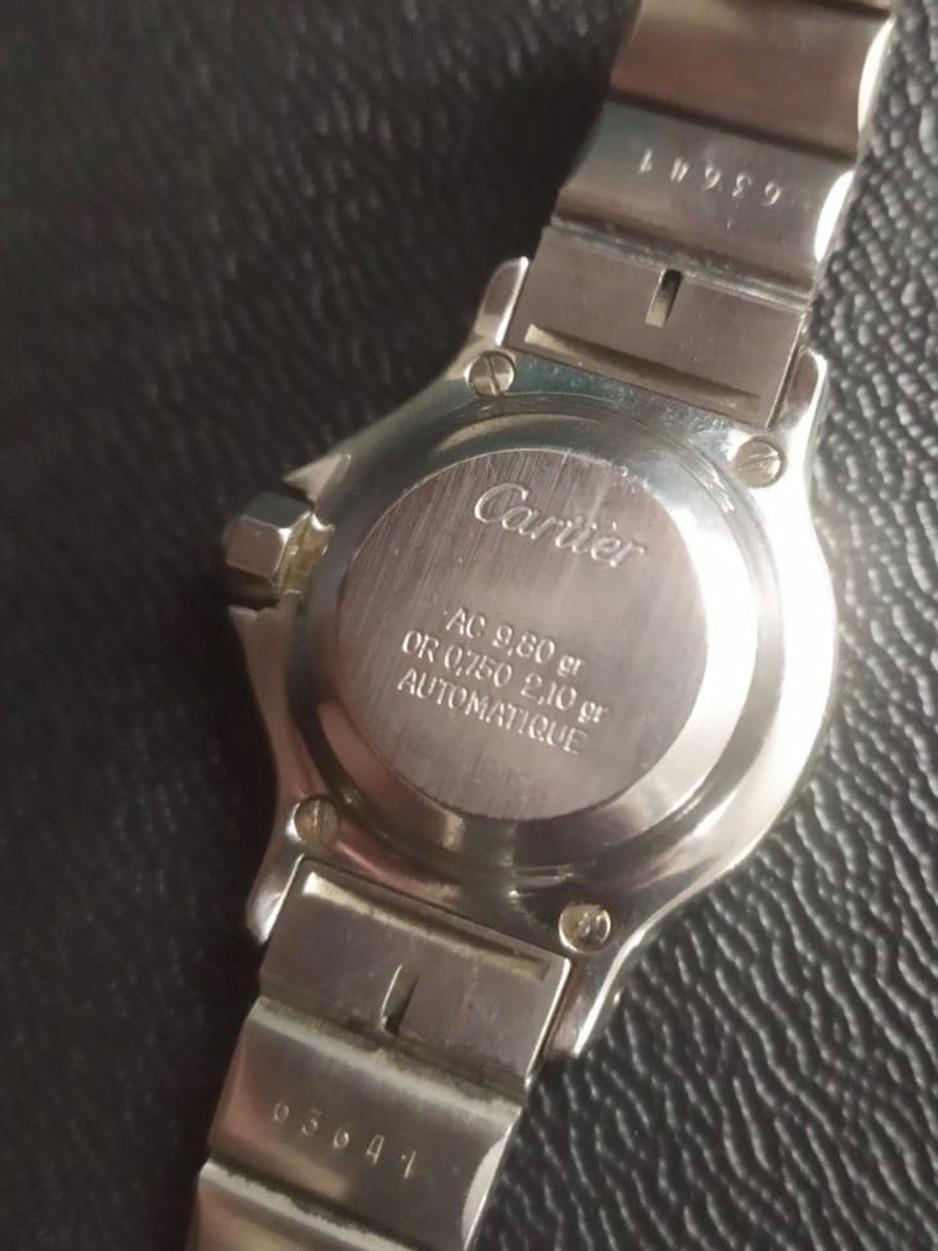 63641
Cartier
AC 9,80 gr
OR 0,750 2,10 gr
AUTOMATIQUE
63641